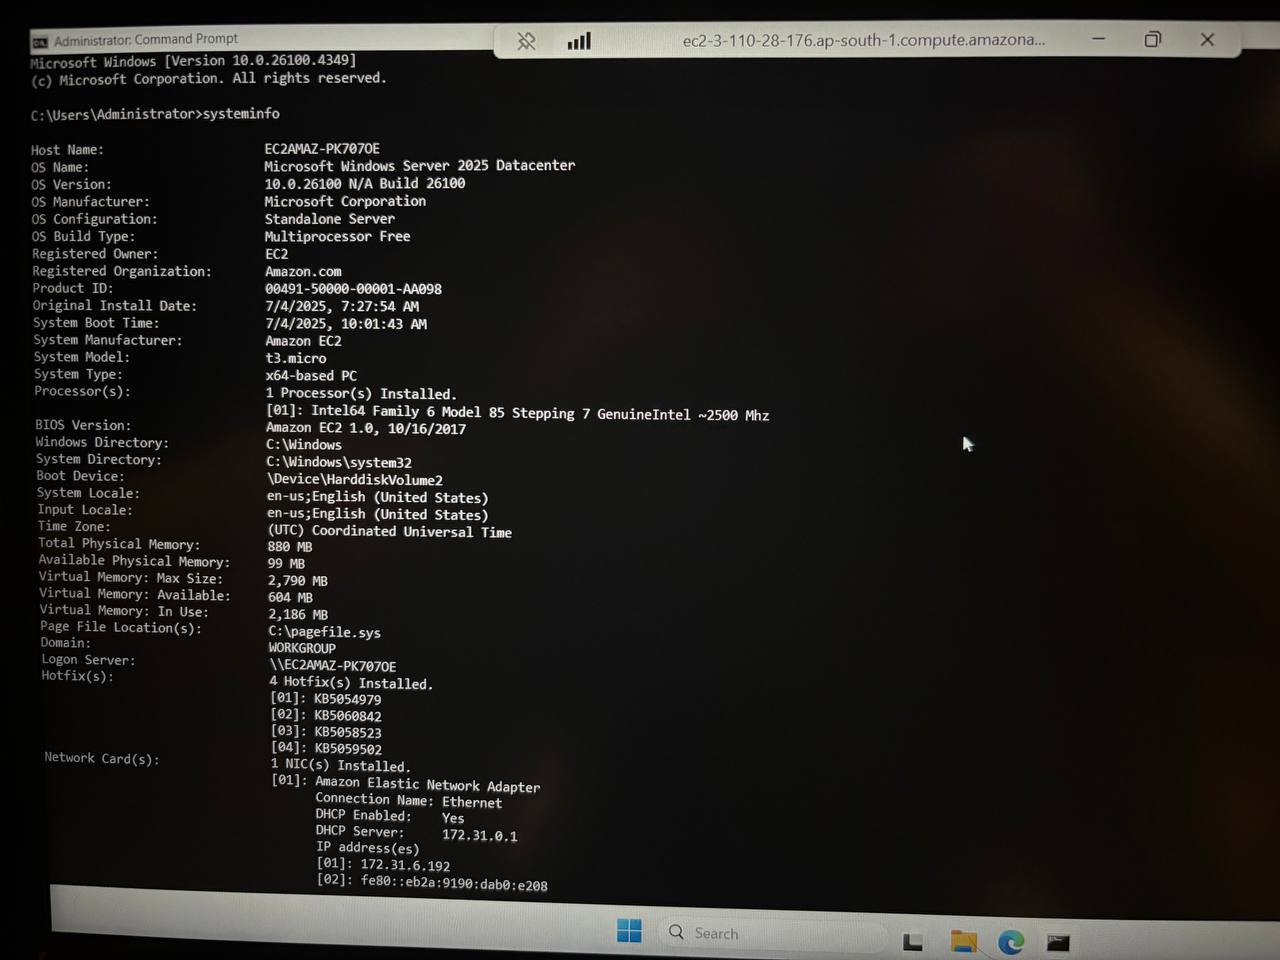 Administrator: Command Prompt
ec2-3-110-28-176.ap-south-1.compute.amazona...
Microsoft Windows [Version 10.0.26100.4349]
(c) Microsoft Corporation. All rights reserved.
C:\Users\Administrator>systeminfo
Host Name: EC2AMAZ-PK707OE
OS Name: Microsoft Windows Server 2025 Datacenter
OS Version: 10.0.26100 N/A Build 26100
OS Manufacturer: Microsoft Corporation
OS Configuration: Standalone Server
OS Build Type: Multiprocessor Free
Registered Owner: EC2
Registered Organization: Amazon.com
Product ID: 00491-50000-00001-AA098
Original Install Date: 7/4/2025, 7:27:54 AM
System Boot Time: 7/4/2025, 10:01:43 AM
System Manufacturer: Amazon EC2
System Model: t3.micro
System Type: x64-based PC
Processor(s): 1 Processor(s) Installed.
[01]: Intel64 Family 6 Model 85 Stepping 7 GenuineIntel ~2500 Mhz
BIOS Version: Amazon EC2 1.0, 10/16/2017
Windows Directory: C:\Windows
System Directory: C:\Windows\system32
Boot Device: \Device\HarddiskVolume2
System Locale: en-us;English (United States)
Input Locale: en-us;English (United States)
Time Zone: (UTC) Coordinated Universal Time
Total Physical Memory: 880 MB
Available Physical Memory: 99 MB
Virtual Memory: Max Size: 2,790 MB
Virtual Memory: Available: 604 MB
Virtual Memory: In Use: 2,186 MB
Page File Location(s): C:\pagefile.sys
Domain: WORKGROUP
Logon Server: \\EC2AMAZ-PK707OE
Hotfix(s): 4 Hotfix(s) Installed.
[01]: KB5054979
[02]: KB5060842
[03]: KB5058523
[04]: KB5059502
Network Card(s): 1 NIC(s) Installed.
[01]: Amazon Elastic Network Adapter
Connection Name: Ethernet
DHCP Enabled: Yes
DHCP Server: 172.31.0.1
IP address(es)
[01]: 172.31.6.192
[02]: fe80::eb2a:9190:dab0:e208
Search